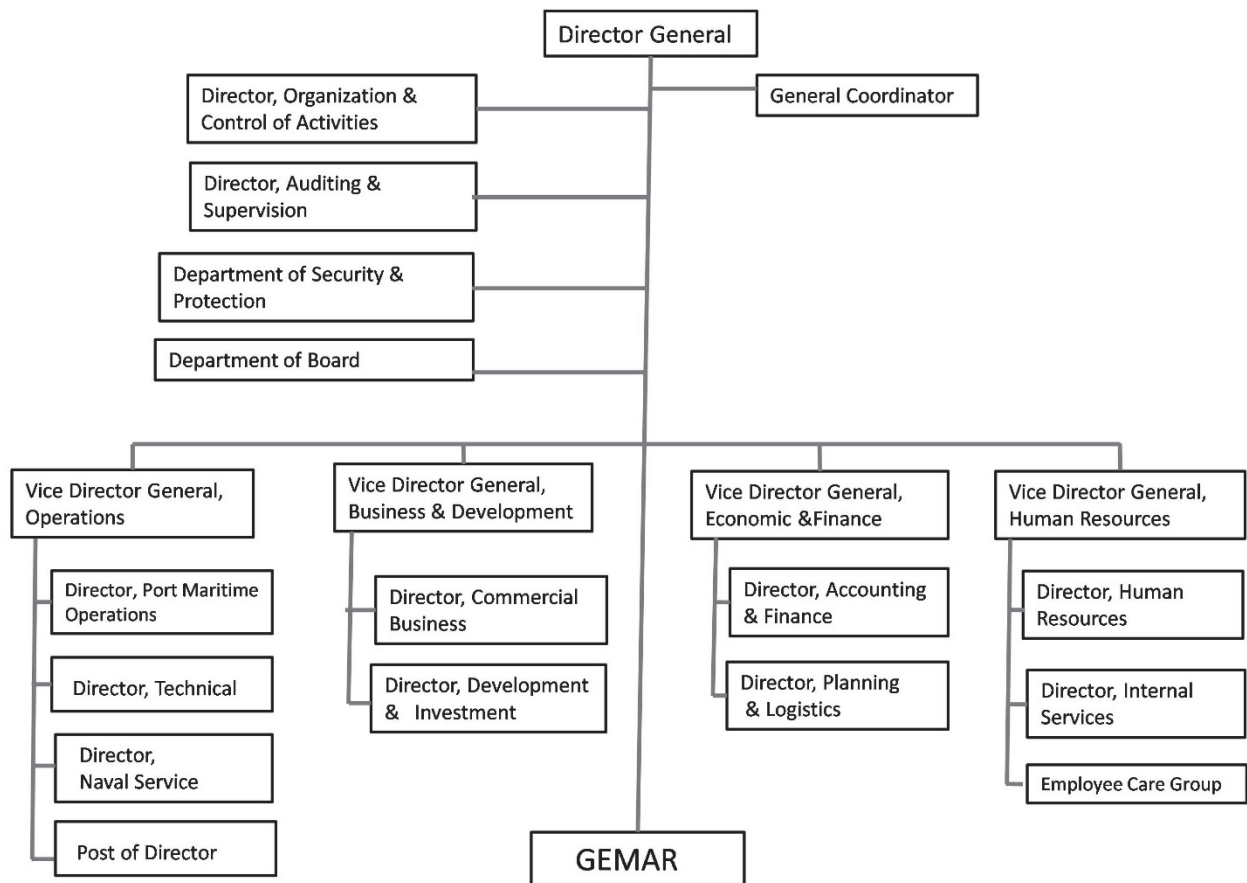 Director General
Director, Organization &
Control of Activities
General Coordinator
Director, Auditing &
Supervision
Department of Security &
Protection
Department of Board
Vice Director General,
Operations
Director, Port Maritime
Operations
Director, Technical
Director,
Naval Service
Post of Director
Vice Director General,
Business & Development
Director, Commercial
Business
Director, Development
& Investment
Vice Director General,
Economic &Finance
Director, Accounting
& Finance
Director, Planning
& Logistics
Vice Director General,
Human Resources
Director, Human
Resources
Director, Internal
Services
Employee Care Group
GEMAR